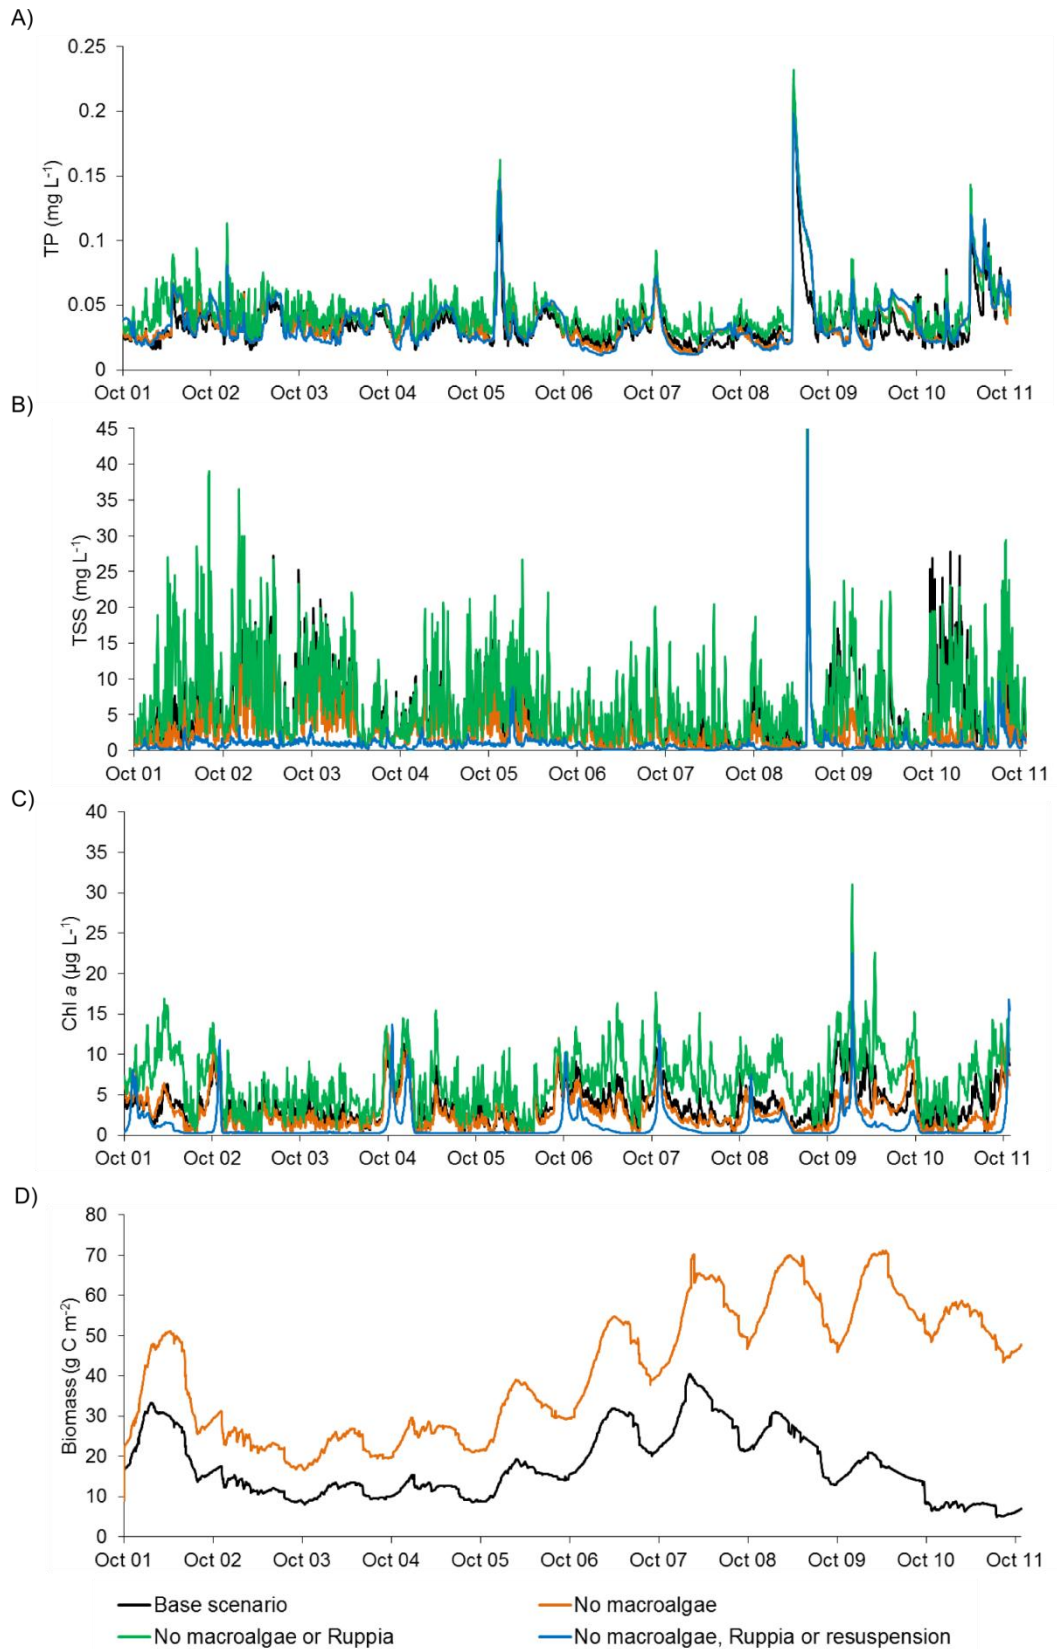 A)
0.25
0.2
0.15
0.1
0.05
0
TP (mg L⁻¹)
Oct 01 Oct 02 Oct 03 Oct 04 Oct 05 Oct 06 Oct 07 Oct 08 Oct 09 Oct 10 Oct 11
B)
45
40
35
30
25
20
15
10
5
0
TSS (mg L⁻¹)
Oct 01 Oct 02 Oct 03 Oct 04 Oct 05 Oct 06 Oct 07 Oct 08 Oct 09 Oct 10 Oct 11
C)
40
35
30
25
20
15
10
5
0
Chl a (µg L⁻¹)
Oct 01 Oct 02 Oct 03 Oct 04 Oct 05 Oct 06 Oct 07 Oct 08 Oct 09 Oct 10 Oct 11
D)
80
70
60
50
40
30
20
10
0
Biomass (g C m⁻²)
Oct 01 Oct 02 Oct 03 Oct 04 Oct 05 Oct 06 Oct 07 Oct 08 Oct 09 Oct 10 Oct 11
Base scenario No macroalgae
No macroalgae or Ruppia No macroalgae, Ruppia or resuspension